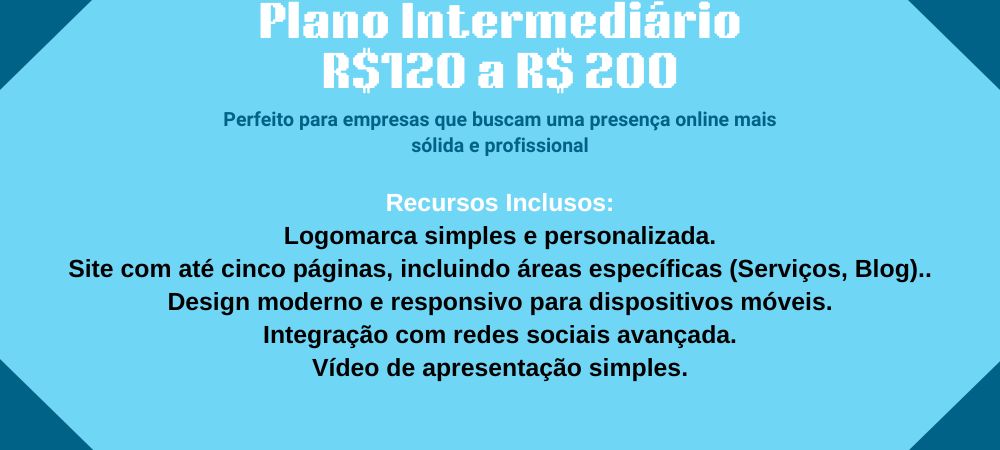 Plano Intermediário
R$120 a R$ 200
Perfeito para empresas que buscam uma presença online mais
sólida e profissional
Recursos Inclusos:
Logomarca simples e personalizada.
Site com até cinco páginas, incluindo áreas específicas (Serviços, Blog)..
Design moderno e responsivo para dispositivos móveis.
Integração com redes sociais avançada.
Vídeo de apresentação simples.